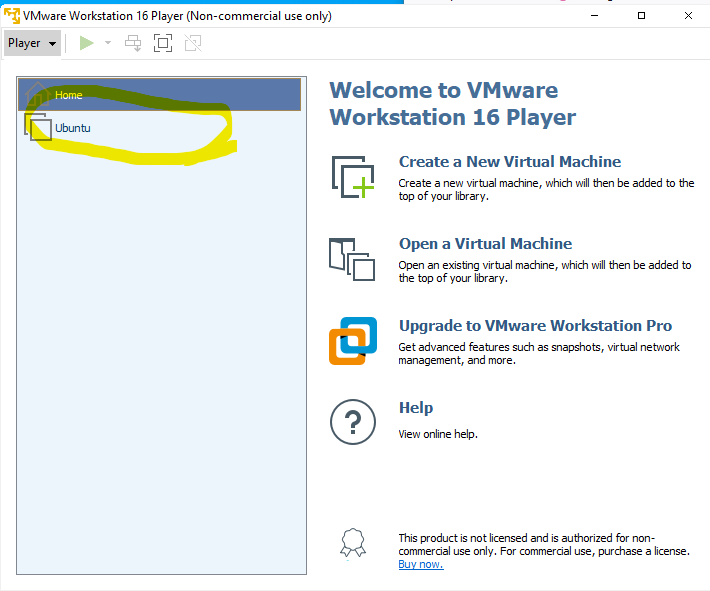 VMware Workstation 16 Player (Non-commercial use only)
Player
Home
Ubuntu
Welcome to VMware
Workstation 16 Player
Create a New Virtual Machine
Create a new virtual machine, which will then be added to the
top of your library.
Open a Virtual Machine
Open an existing virtual machine, which will then be added to
the top of your library.
Upgrade to VMware Workstation Pro
Get advanced features such as snapshots, virtual network
management, and more.
?
Help
View online help.
This product is not licensed and is authorized for non-
commercial use only. For commercial use, purchase a license.
Buy now.